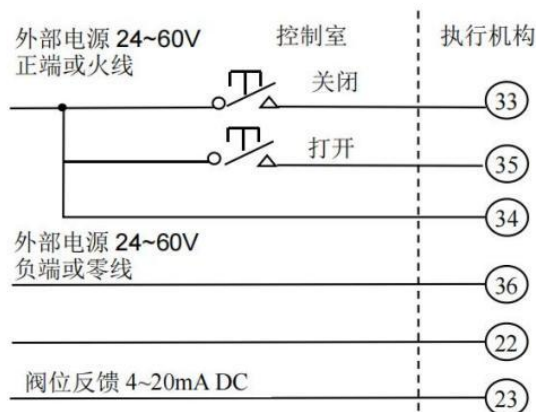 外部电源 24~60V
正端或火线
控制室
执行机构
关闭
33
打开
35
34
外部电源 24~60V
负端或零线
36
22
阀位反馈 4~20mA DC
23